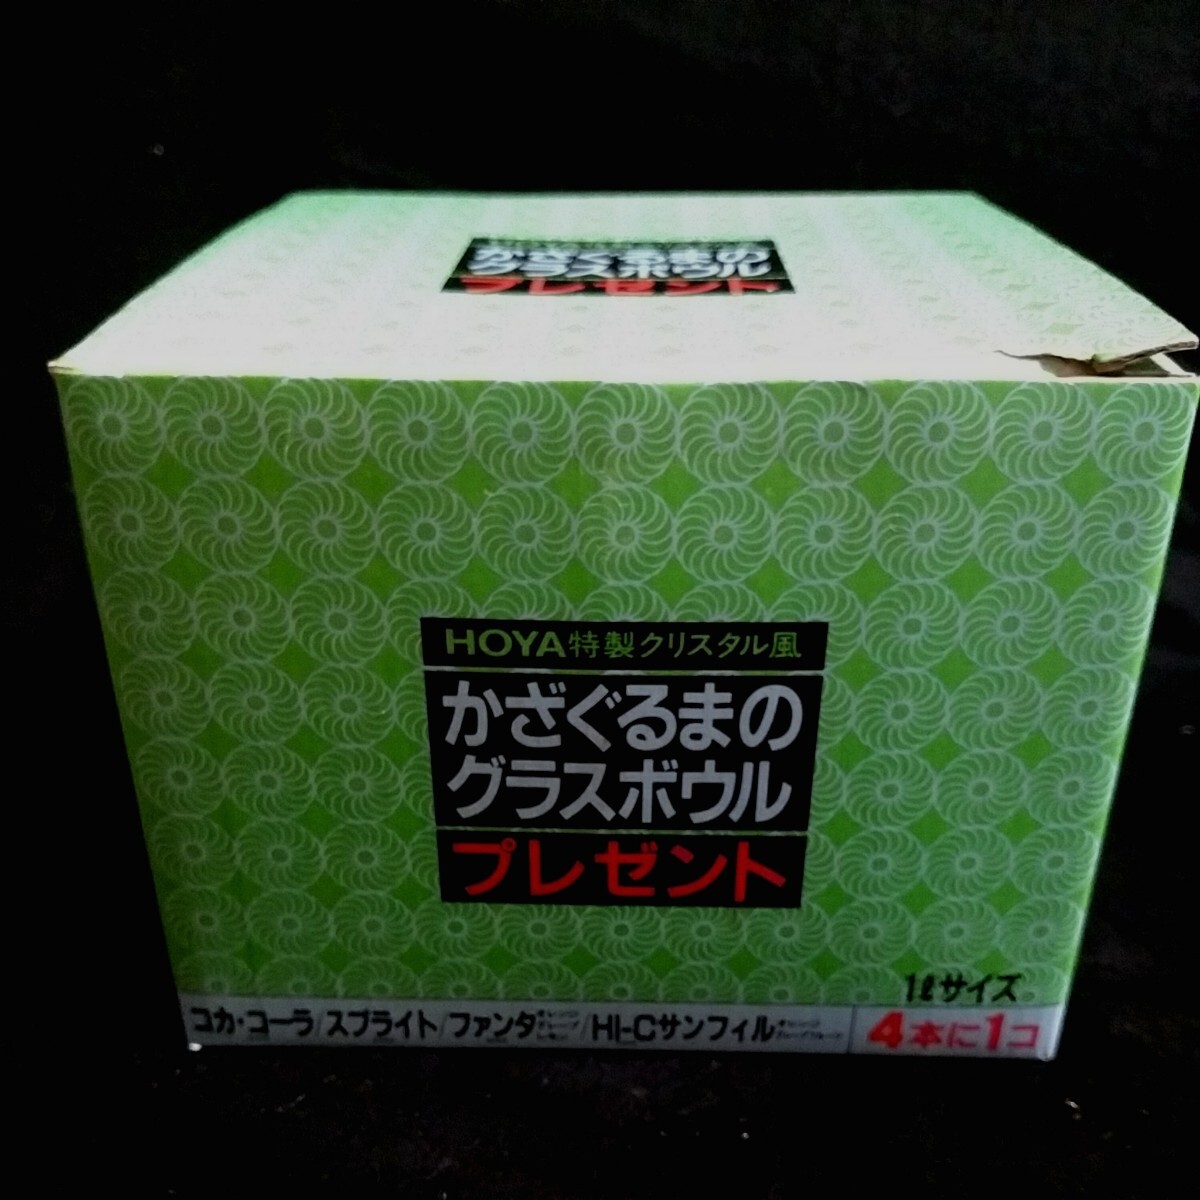 かざぐるまの
グラスボウル
プレゼント
HOYA特製クリスタル風
かざぐるまの
グラスボウル
プレゼント
1ℓサイズ
コカ・コーラ/スプライト/ファンタ/HI-Cサンフィル 4本に1コ